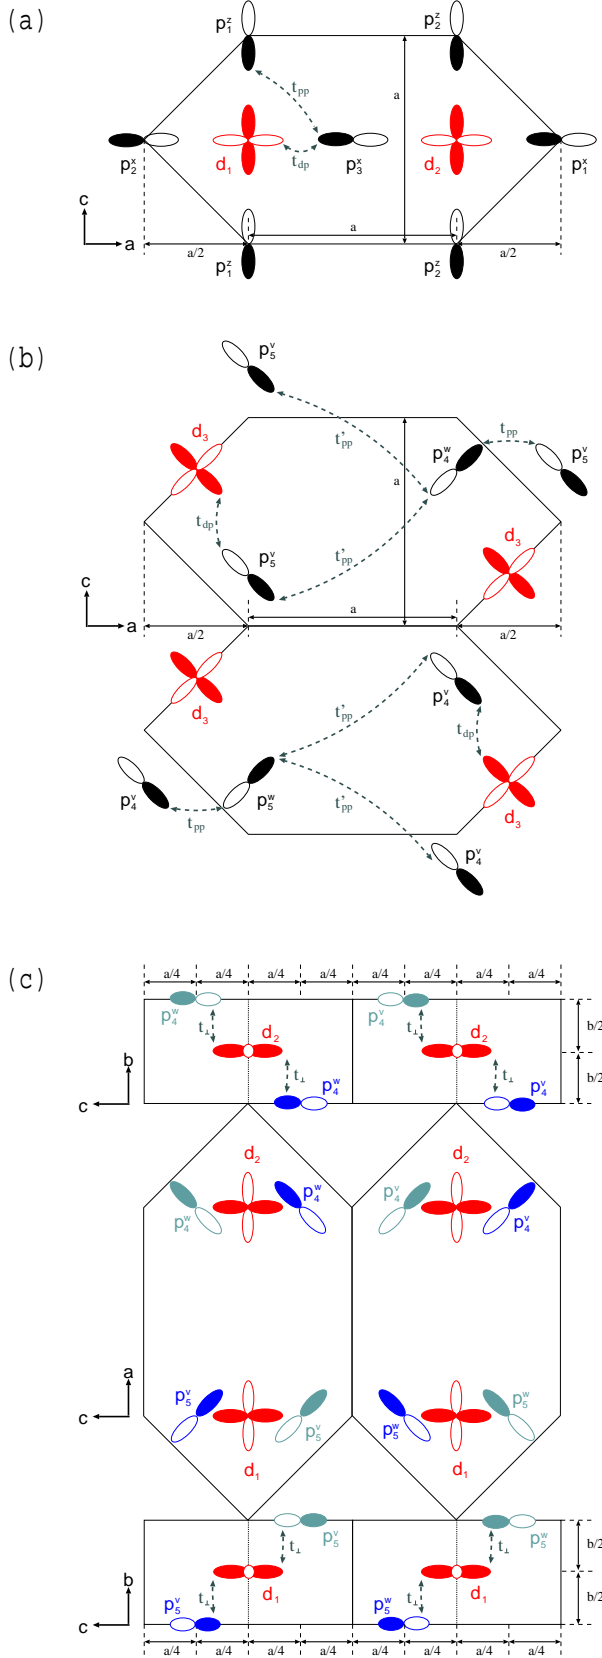 (a)
p₁ᶻ p₂ᶻ
t_pp a
p₂ˣ d₁ t_dp p₃ˣ d₂ p₁ˣ
c
a
a/2 a a/2
p₁ᶻ p₂ᶻ
(b)
p₅ᵛ
d₃ t'_pp p₄ʷ t_pp p₅ᵛ
a
t_dp
p₅ᵛ t'_pp d₃
c
a
a/2 a a/2
d₃ t'_pp p₄ᵛ
t_dp
p₄ᵛ t_pp p₅ʷ t'_pp d₃
p₄ᵛ
(c)
a/4 a/4 a/4 a/4 a/4 a/4 a/4 a/4
p₄ʷ t⊥ d₂ p₄ᵛ t⊥ d₂ b/2
b
t⊥ p₄ʷ t⊥ p₄ᵛ b/2
c
d₂ d₂
p₄ʷ p₄ʷ p₄ᵛ p₄ᵛ
a
p₅ᵛ p₅ᵛ p₅ʷ p₅ʷ
c
d₁ d₁
t⊥ p₅ᵛ t⊥ p₅ʷ b/2
b
p₅ᵛ t⊥ d₁ p₅ʷ t⊥ d₁ b/2
c
a/4 a/4 a/4 a/4 a/4 a/4 a/4 a/4